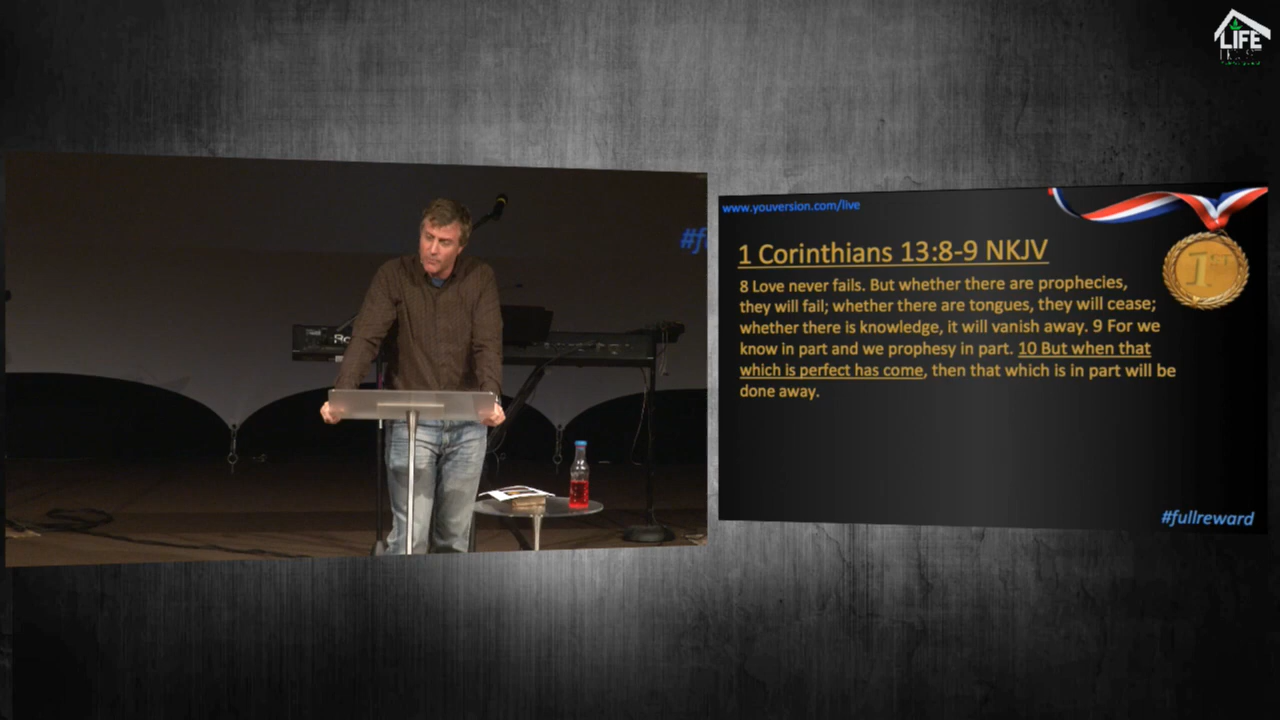 LIFE
#f
Ro
www.youversion.com/live
1 Corinthians 13:8-9 NKJV
8 Love never fails. But whether there are prophecies,
they will fail; whether there are tongues, they will cease;
whether there is knowledge, it will vanish away. 9 For we
know in part and we prophesy in part. 10 But when that
which is perfect has come, then that which is in part will be
done away.
1st
#fullreward